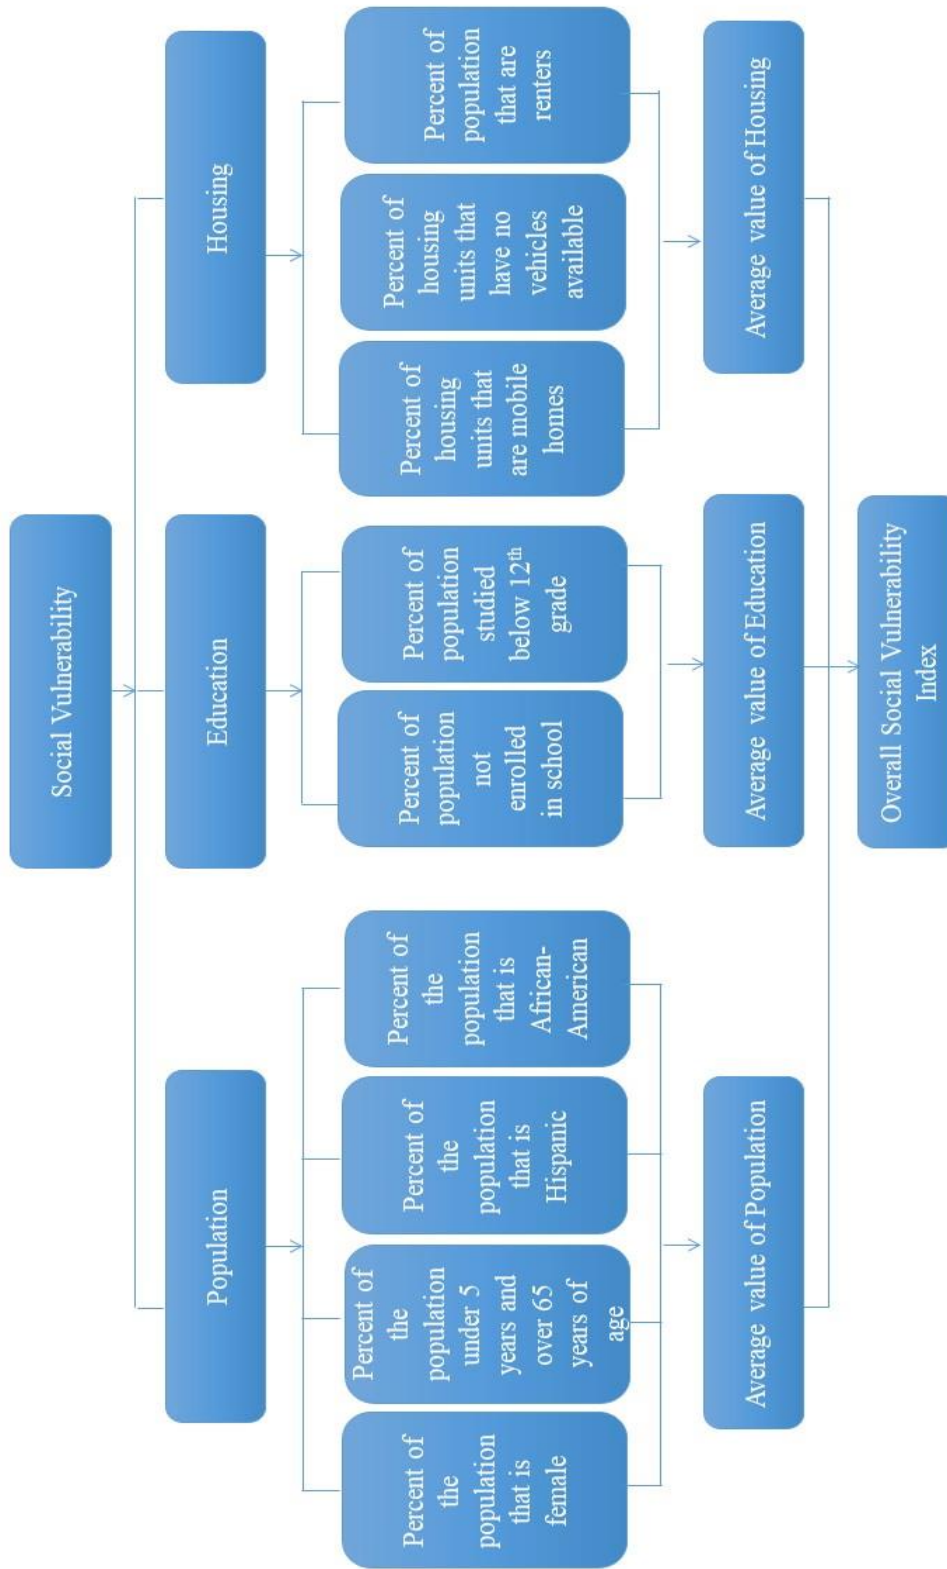 Social Vulnerability
Population
Education
Housing
Percent of
the
population
that is
female
Percent of
the
population
under 5
years and
over 65
years of
age
Percent of
the
population
that is
Hispanic
Percent of
the
population
that is
African-
American
Percent of
population
not
enrolled
in school
Percent of
population
studied
below 12th
grade
Percent of
housing
units that
are mobile
homes
Percent of
housing
units that
have no
vehicles
available
Percent of
population
that are
renters
Average value of Population
Average value of Education
Average value of Housing
Overall Social Vulnerability
Index